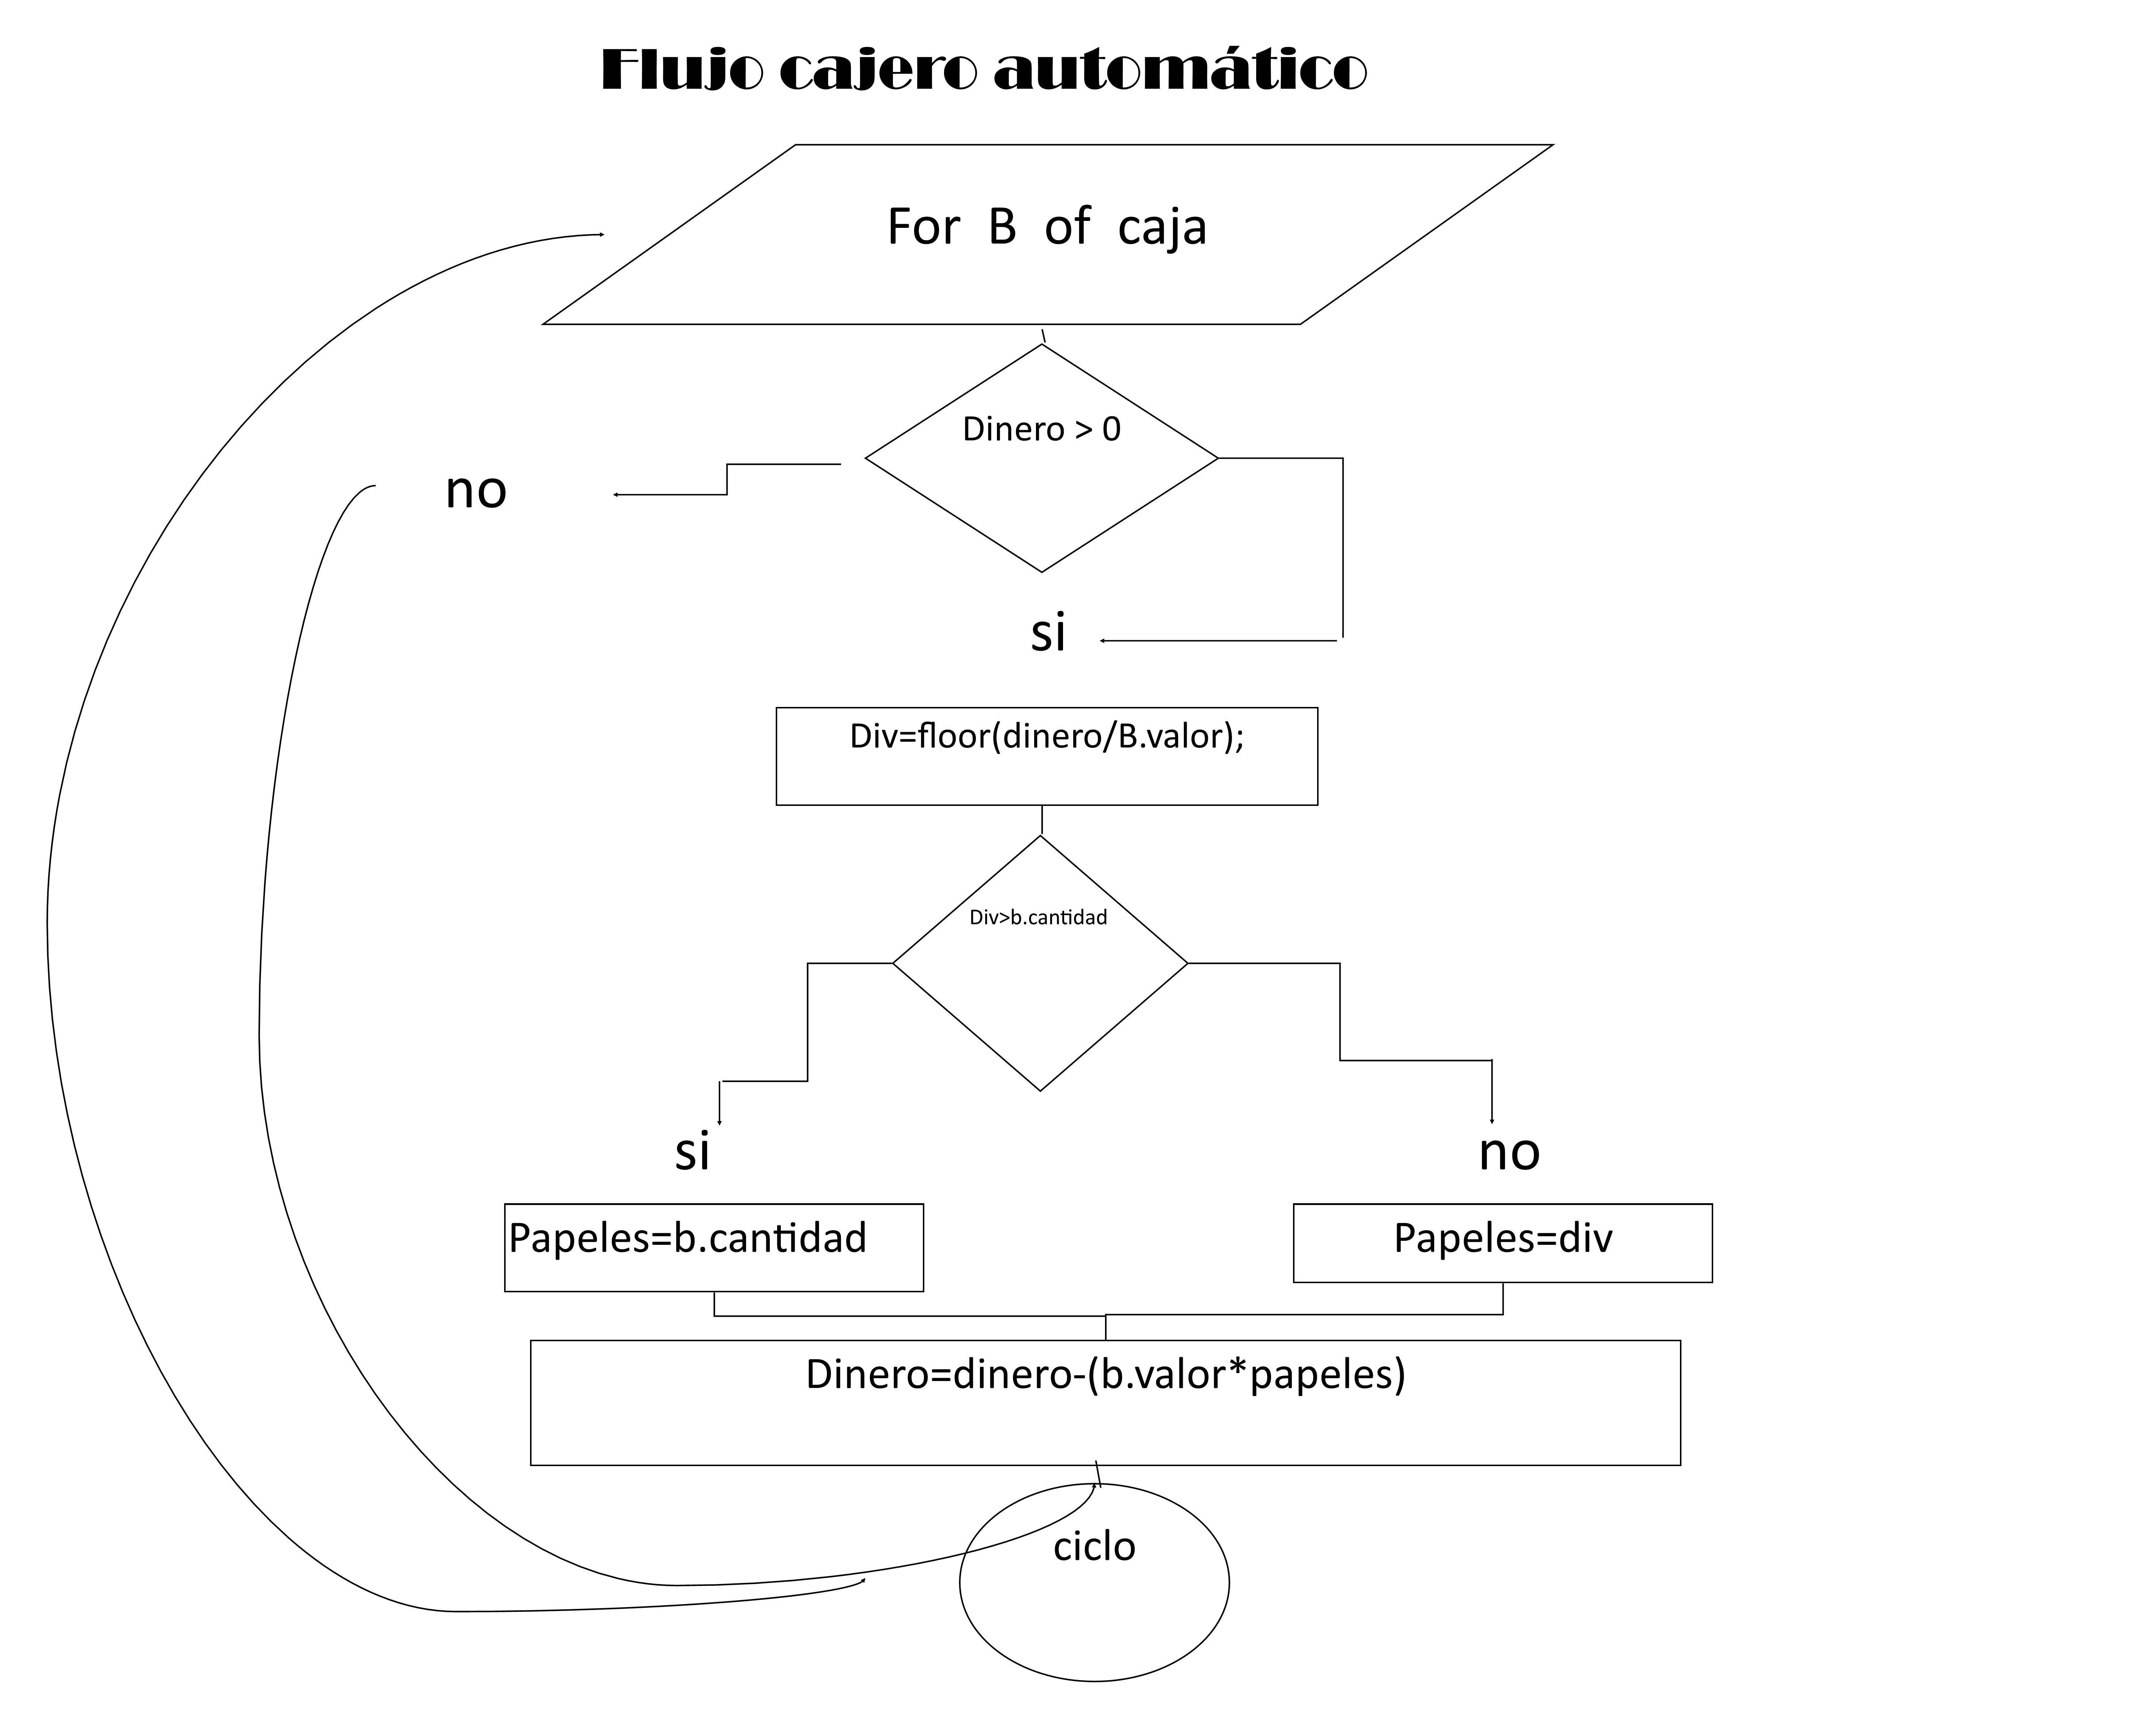 Flujo cajero automático
For B of caja
Dinero > 0
no
si
Div=floor(dinero/B.valor);
Div>b.cantidad
si
no
Papeles=b.cantidad
Papeles=div
Dinero=dinero-(b.valor*papeles)
ciclo